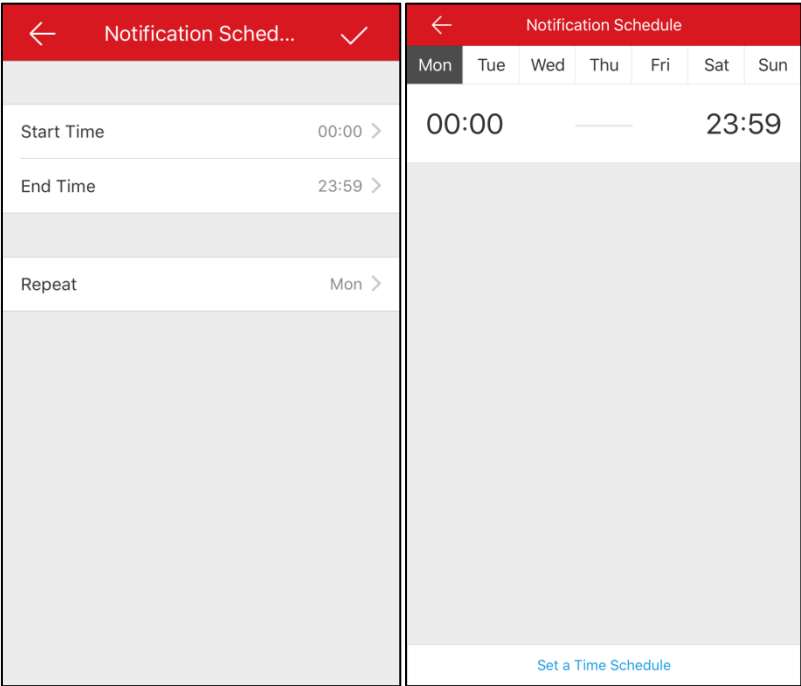 Notification Sched...
Start Time 00:00
End Time 23:59
Repeat Mon
Notification Schedule
Mon Tue Wed Thu Fri Sat Sun
00:00 23:59
Set a Time Schedule